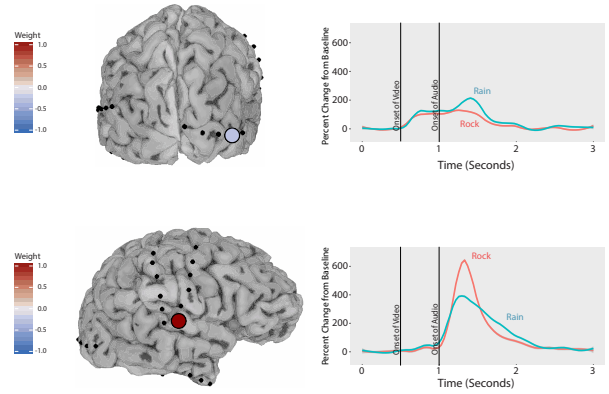 Weight
1.0
0.5
0.0
-0.5
-1.0
Percent Change from Baseline
600
400
200
0
Onset of Video
Onset of Audio
Rain
Rock
0
1
2
3
Time (Seconds)
Weight
1.0
0.5
0.0
-0.5
-1.0
Percent Change from Baseline
600
400
200
0
Onset of Video
Onset of Audio
Rock
Rain
0
1
2
3
Time (Seconds)